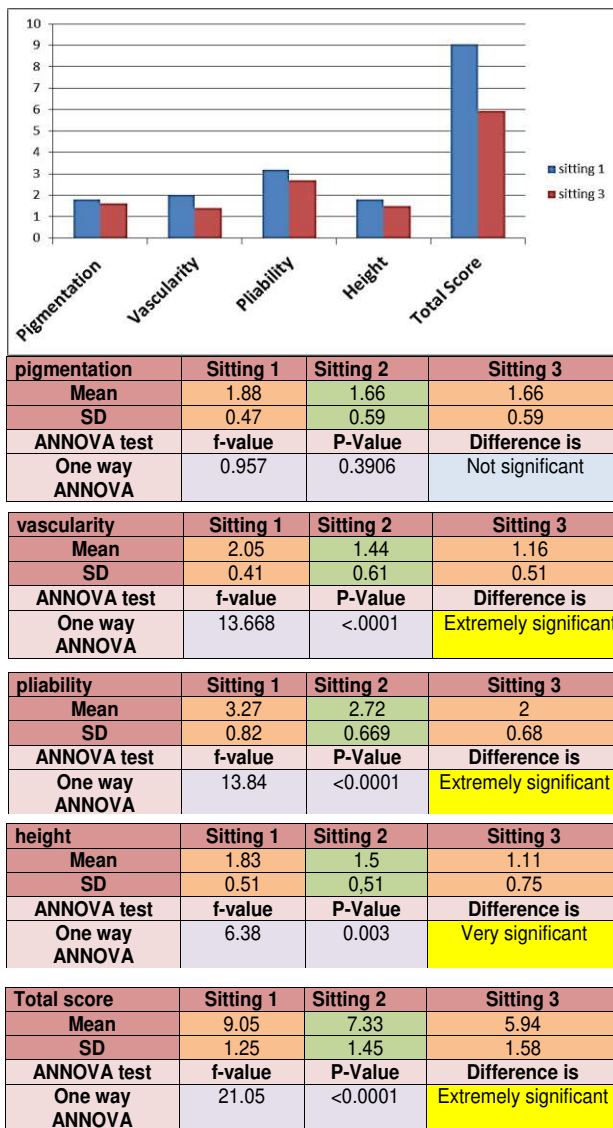 10
9
8
7
6
5
4
3
2
1
0
Pigmentation
Vascularity
Pliability
Height
Total Score
sitting 1
sitting 3
pigmentation Sitting 1 Sitting 2 Sitting 3
Mean 1.88 1.66 1.66
SD 0.47 0.59 0.59
ANNOVA test f-value P-Value Difference is
One way 0.957 0.3906 Not significant
ANNOVA
vascularity Sitting 1 Sitting 2 Sitting 3
Mean 2.05 1.44 1.16
SD 0.41 0.61 0.51
ANNOVA test f-value P-Value Difference is
One way 13.668 <.0001 Extremely significant
ANNOVA
pliability Sitting 1 Sitting 2 Sitting 3
Mean 3.27 2.72 2
SD 0.82 0.669 0.68
ANNOVA test f-value P-Value Difference is
One way 13.84 <0.0001 Extremely significant
ANNOVA
height Sitting 1 Sitting 2 Sitting 3
Mean 1.83 1.5 1.11
SD 0.51 0,51 0.75
ANNOVA test f-value P-Value Difference is
One way 6.38 0.003 Very significant
ANNOVA
Total score Sitting 1 Sitting 2 Sitting 3
Mean 9.05 7.33 5.94
SD 1.25 1.45 1.58
ANNOVA test f-value P-Value Difference is
One way 21.05 <0.0001 Extremely significant
ANNOVA